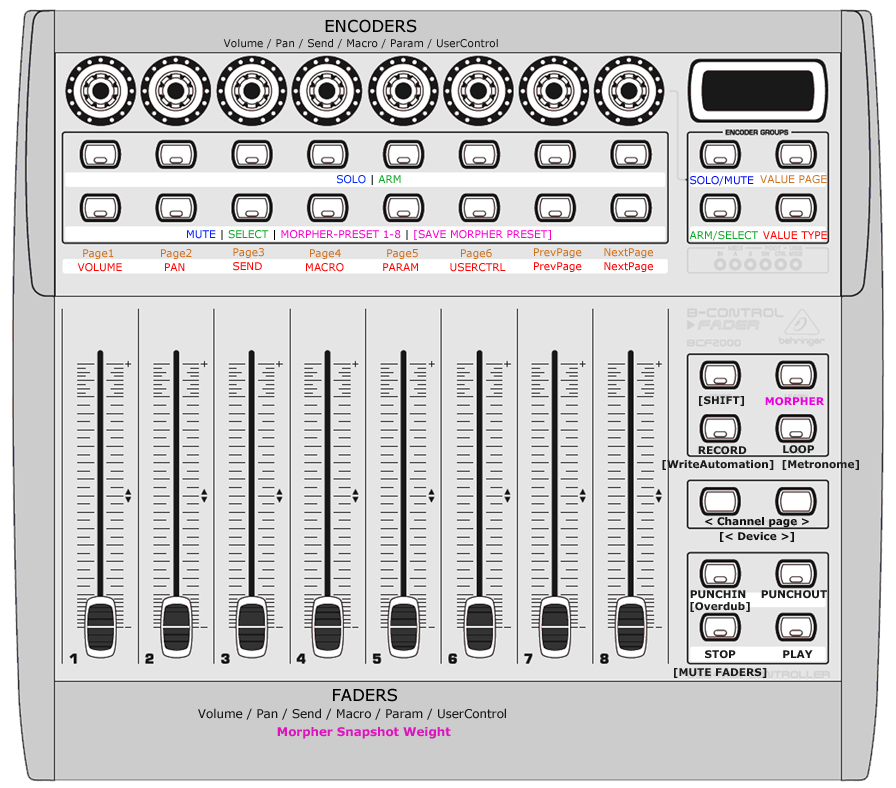 ENCODERS
Volume / Pan / Send / Macro / Param / UserControl
ENCODER GROUPS
SOLO | ARM
SOLO/MUTE VALUE PAGE
MUTE | SELECT | MORPHER-PRESET 1-8 | [SAVE MORPHER PRESET]
ARM/SELECT VALUE TYPE
Page1 Page2 Page3 Page4 Page5 Page6 PrevPage NextPage
VOLUME PAN SEND MACRO PARAM USERCTRL PrevPage NextPage
B-CONTROL
FADER
BCF2000
behringer
+ + + + + + + +
[SHIFT] MORPHER
RECORD LOOP
[WriteAutomation] [Metronome]
< Channel page >
[< Device >]
PUNCHIN PUNCHOUT
[Overdub]
- - - - - - - -
STOP PLAY
1 2 3 4 5 6 7 8
[MUTE FADERS]
CONTROLLER
FADERS
Volume / Pan / Send / Macro / Param / UserControl
Morpher Snapshot Weight